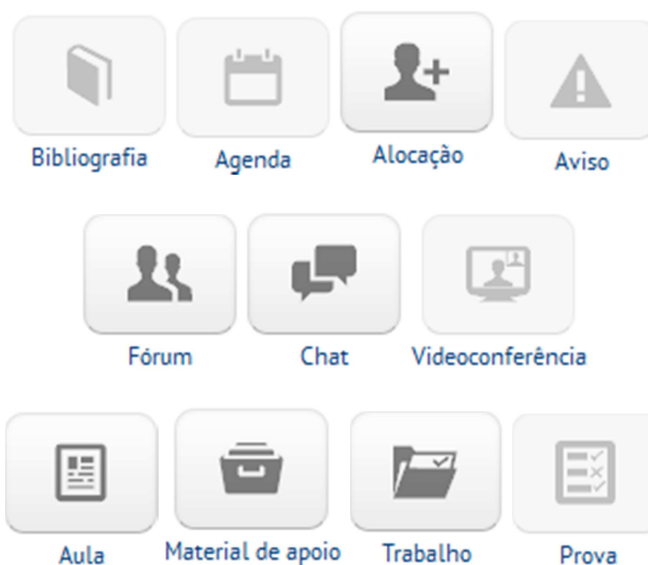 Bibliografia
Agenda
Alocação
Aviso
Fórum
Chat
Videoconferência
Aula
Material de apoio
Trabalho
Prova